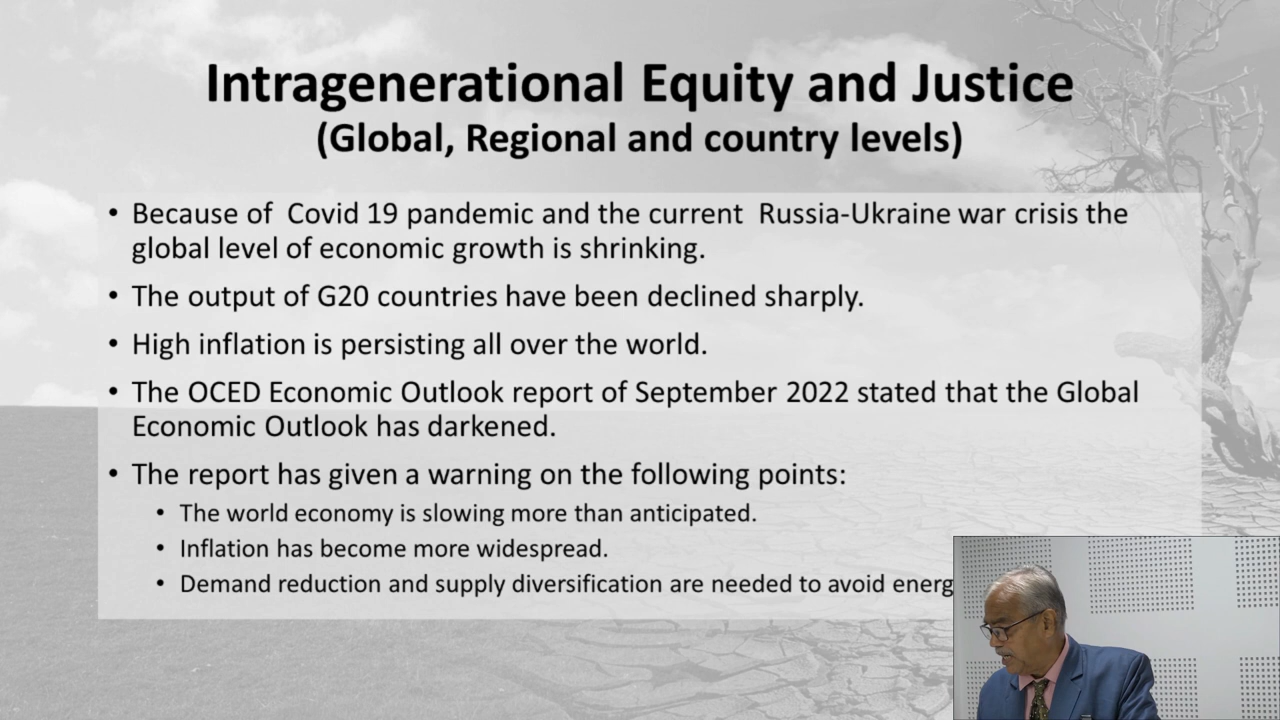 Intragenerational Equity and Justice
(Global, Regional and country levels)
• Because of Covid 19 pandemic and the current Russia-Ukraine war crisis the
global level of economic growth is shrinking.
• The output of G20 countries have been declined sharply.
• High inflation is persisting all over the world.
• The OCED Economic Outlook report of September 2022 stated that the Global
Economic Outlook has darkened.
• The report has given a warning on the following points:
• The world economy is slowing more than anticipated.
• Inflation has become more widespread.
• Demand reduction and supply diversification are needed to avoid energ